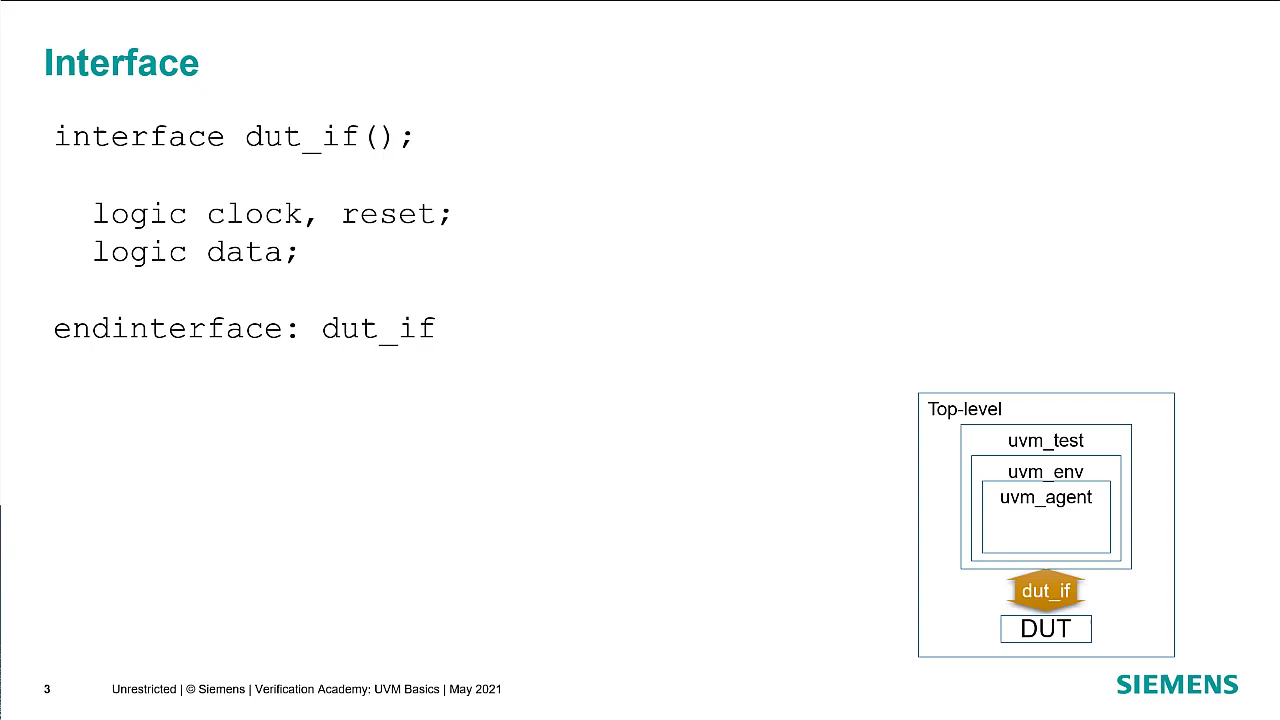 Interface
interface dut_if();
logic clock, reset;
logic data;
endinterface: dut_if
Top-level
uvm_test
uvm_env
uvm_agent
dut_if
DUT
3 Unrestricted | © Siemens | Verification Academy: UVM Basics | May 2021
SIEMENS